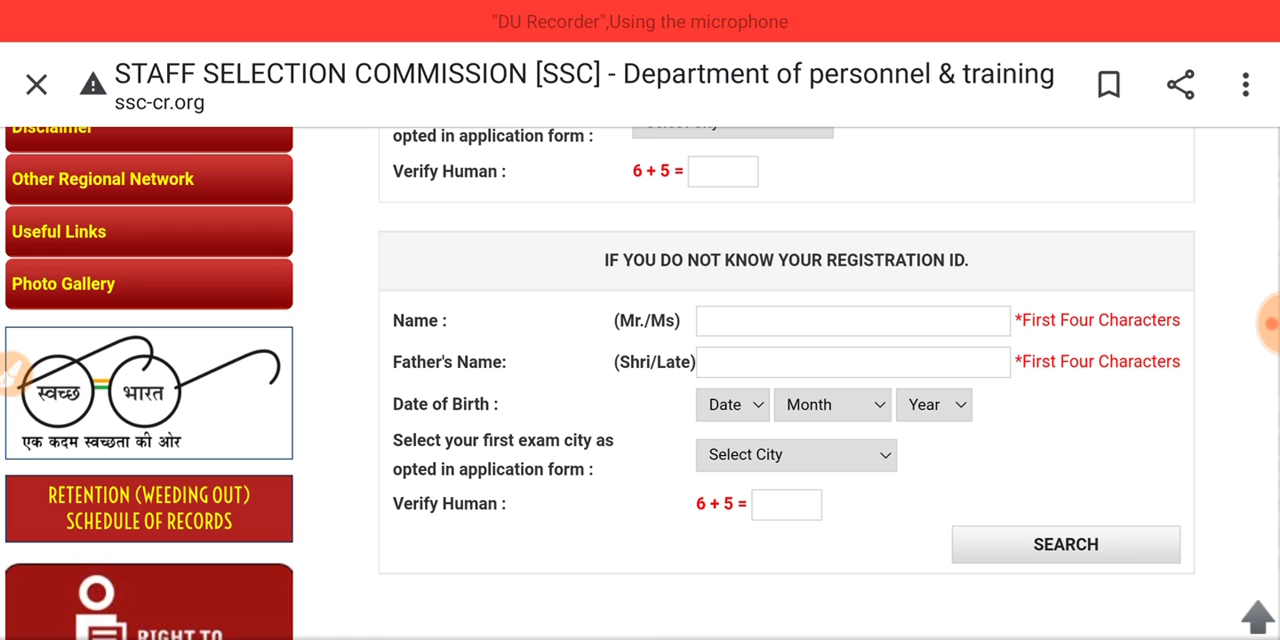 "DU Recorder",Using the microphone
STAFF SELECTION COMMISSION [SSC] - Department of personnel & training
ssc-cr.org
Disclaimer
Other Regional Network
Useful Links
Photo Gallery
स्वच्छ भारत
एक कदम स्वच्छता की ओर
RETENTION (WEEDING OUT)
SCHEDULE OF RECORDS
RIGHT TO
opted in application form : Select City
Verify Human : 6 + 5 =
IF YOU DO NOT KNOW YOUR REGISTRATION ID.
Name : (Mr./Ms) *First Four Characters
Father's Name: (Shri/Late) *First Four Characters
Date of Birth : Date Month Year
Select your first exam city as
opted in application form : Select City
Verify Human : 6 + 5 =
SEARCH